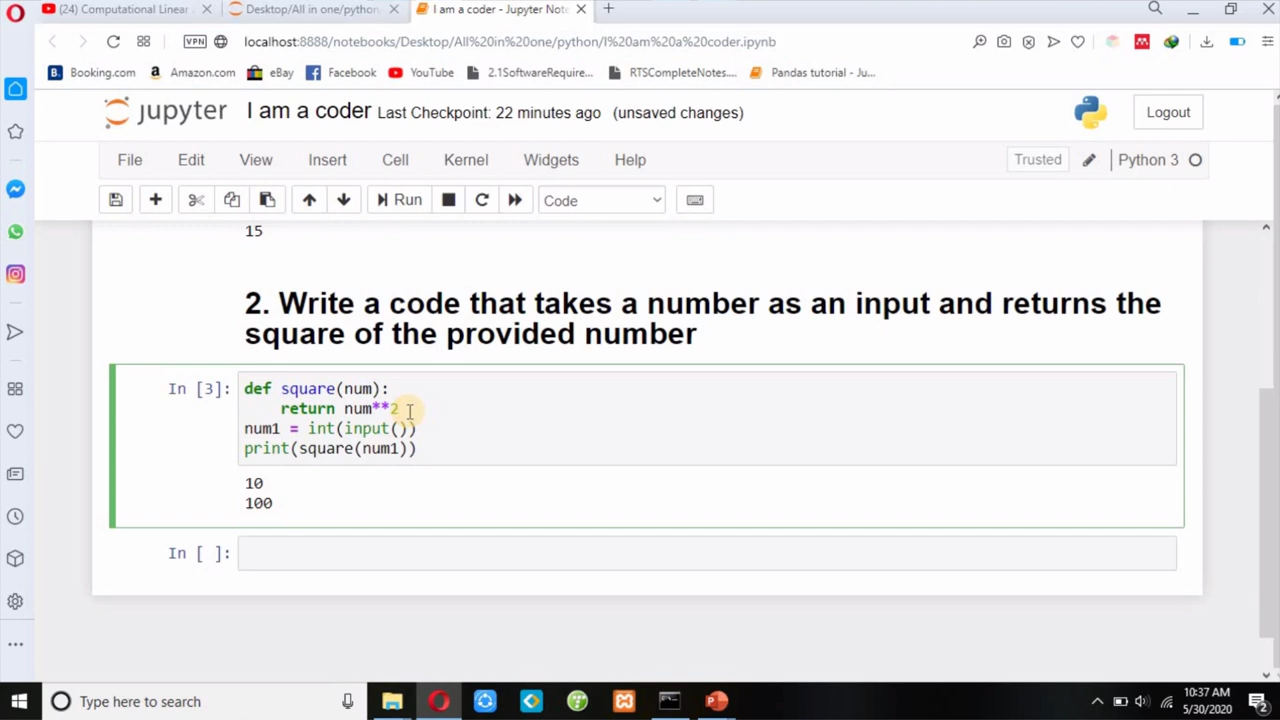 (24) Computational Linear
Desktop/All in one/python/
I am a coder - Jupyter Note
VPN
localhost:8888/notebooks/Desktop/All%20in%20one/python/I%20am%20a%20coder.ipynb
Booking.com
Amazon.com
eBay
Facebook
YouTube
2.1SoftwareRequire...
RTSCompleteNotes....
Pandas tutorial - Ju...
jupyter I am a coder Last Checkpoint: 22 minutes ago (unsaved changes)
Logout
File Edit View Insert Cell Kernel Widgets Help
Trusted
Python 3
Run
Code
15
2. Write a code that takes a number as an input and returns the
square of the provided number
In [3]: def square(num):
return num**2
num1 = int(input())
print(square(num1))
10
100
In [ ]:
Type here to search
10:37 AM
5/30/2020
2